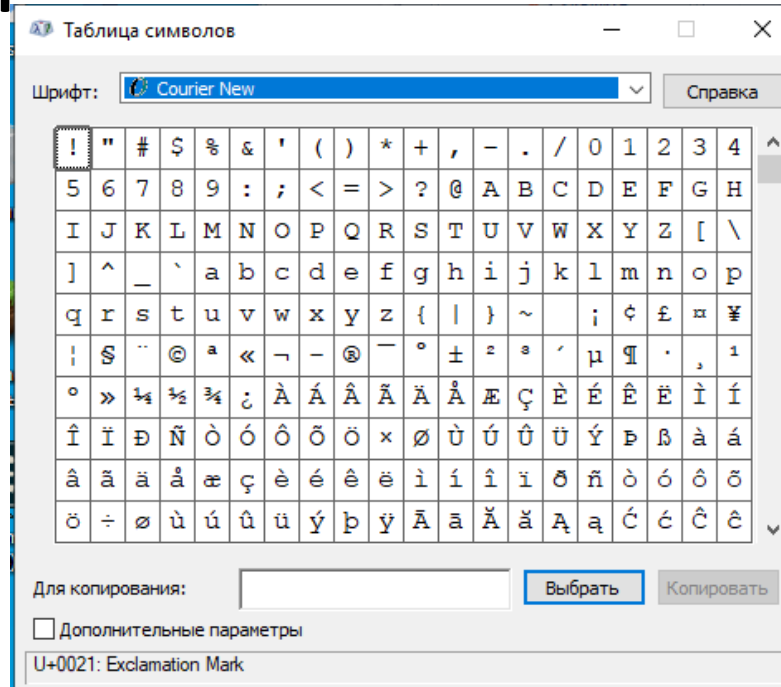 Таблица символов
Шрифт: Courier New Справка
! " # $ % & ' ( ) * + , - . / 0 1 2 3 4
5 6 7 8 9 : ; < = > ? @ A B C D E F G H
I J K L M N O P Q R S T U V W X Y Z [ \
] ^ _ ` a b c d e f g h i j k l m n o p
q r s t u v w x y z { | } ~ ¡ ¢ £ ¤ ¥
¦ § ¨ © ª « ¬ - ® ¯ ° ± ² ³ ´ µ ¶ · ¸ ¹
º » ¼ ½ ¾ ¿ À Á Â Ã Ä Å Æ Ç È É Ê Ë Ì Í
Î Ï Ð Ñ Ò Ó Ô Õ Ö × Ø Ù Ú Û Ü Ý Þ ß à á
â ã ä å æ ç è é ê ë ì í î ï ð ñ ò ó ô õ
ö ÷ ø ù ú û ü ý þ ÿ Ā ā Ă ă Ą ą Ć ć Ĉ ĉ
Для копирования: Выбрать Копировать
Дополнительные параметры
U+0021: Exclamation Mark